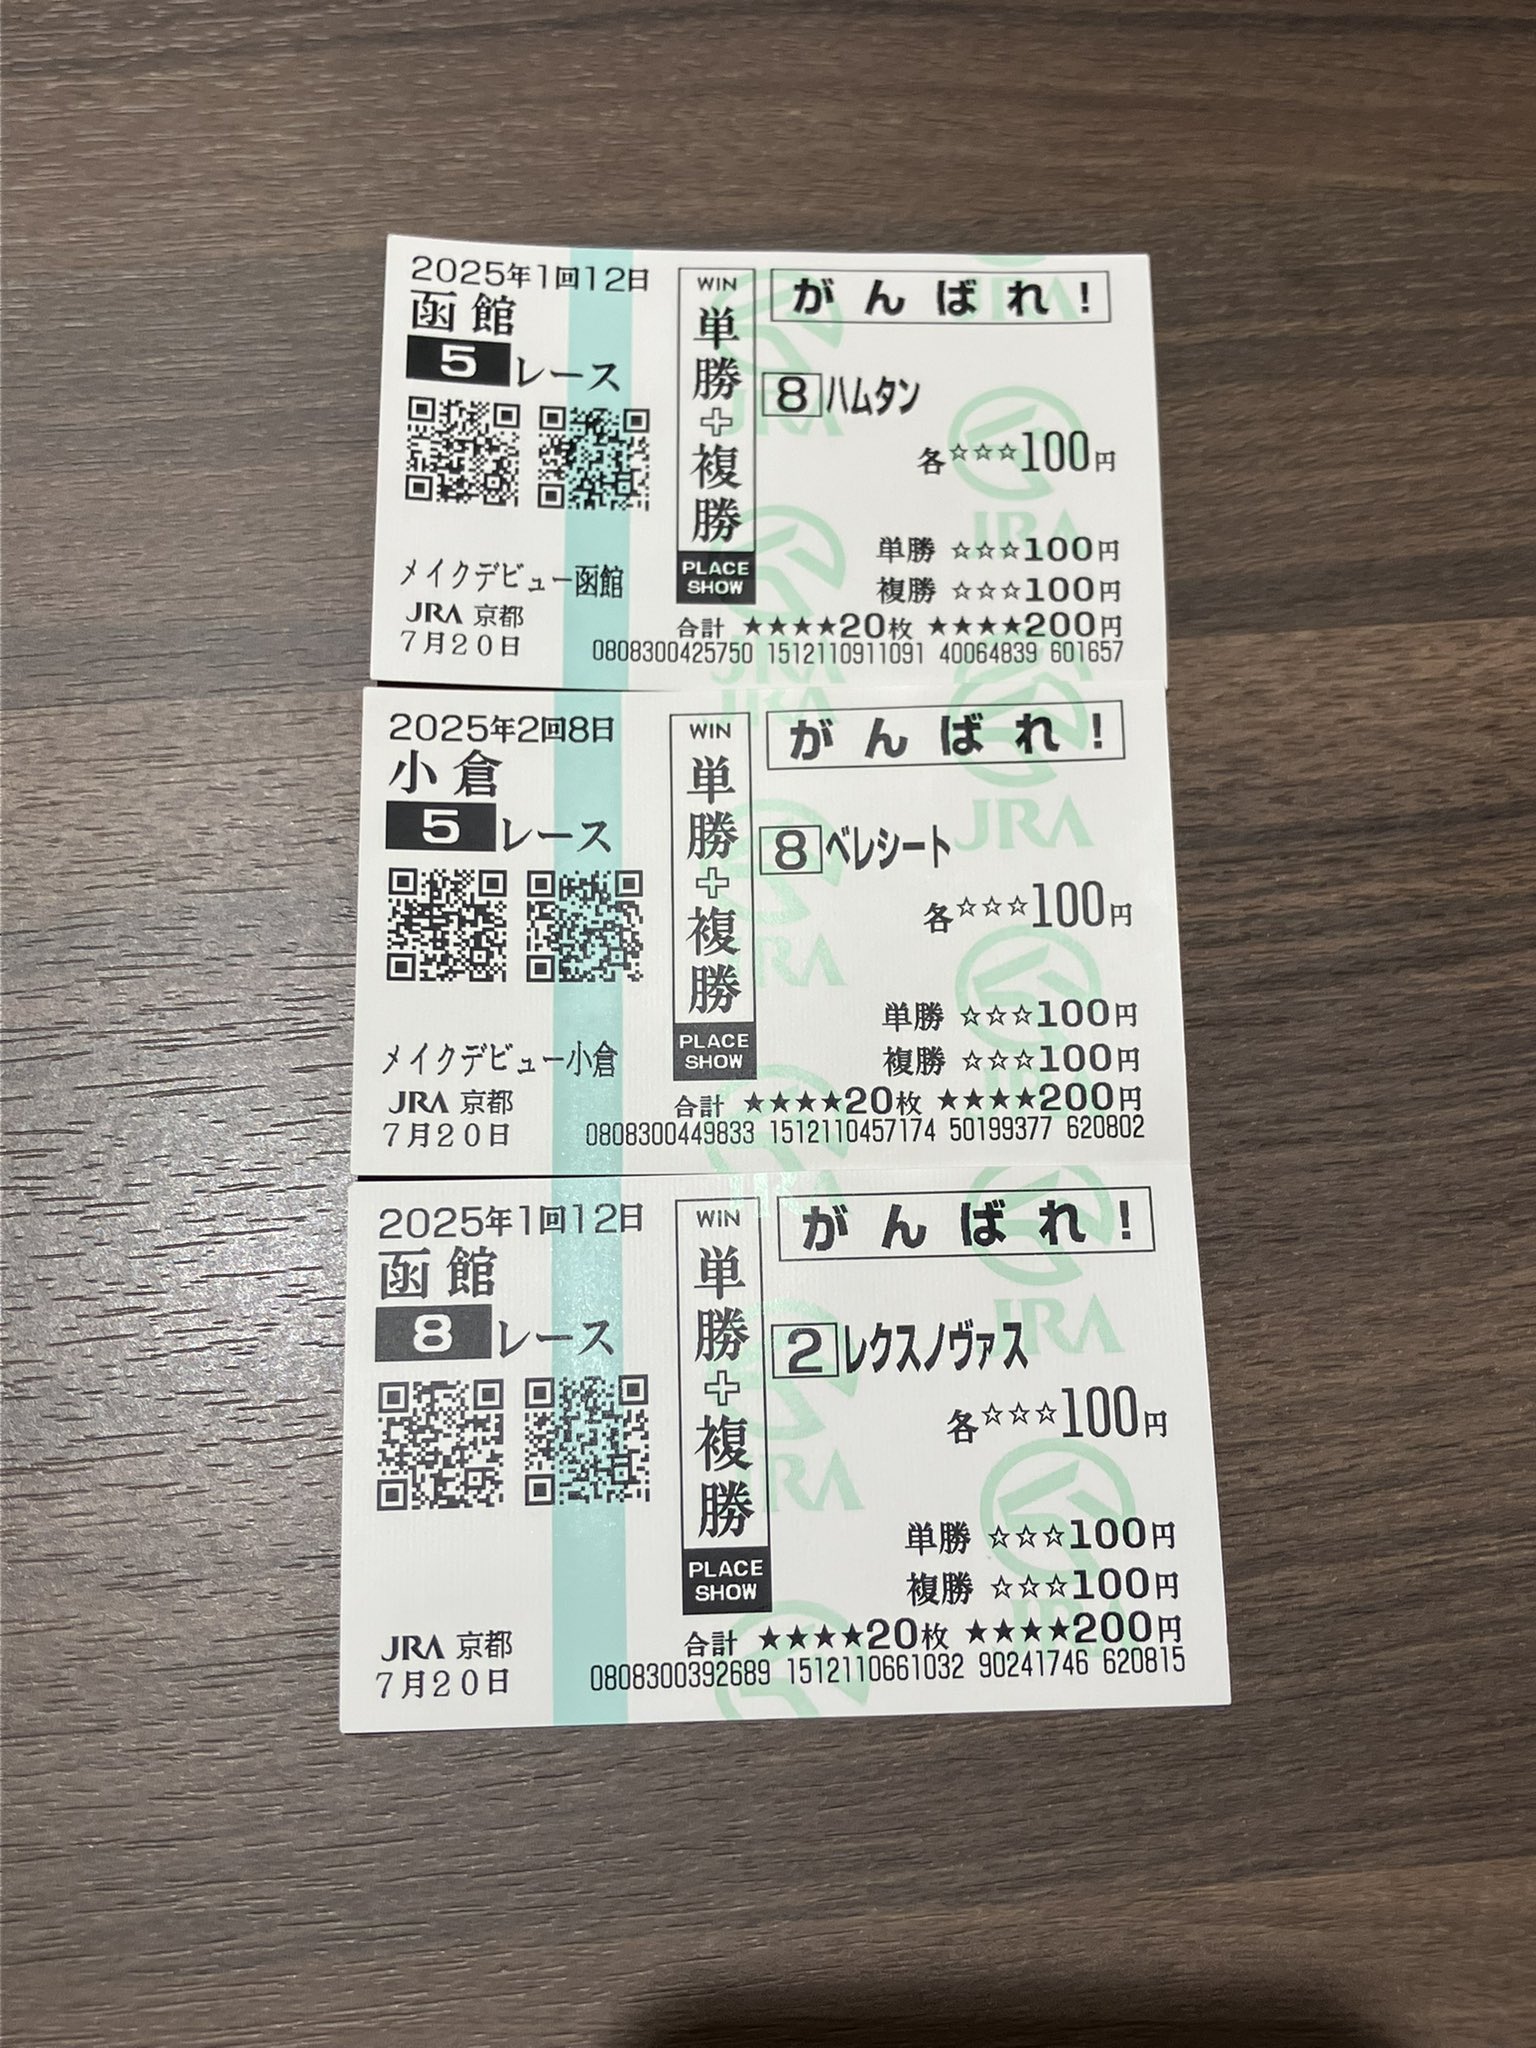 2025年1回12日
函館
5レース
メイクデビュー函館
JRA 京都
7月20日
WIN
単勝+複勝
PLACE
SHOW
がんばれ!
8 ハムタン
各☆☆☆100円
単勝 ☆☆☆100円
複勝 ☆☆☆100円
合計 ★★★★20枚 ★★★★200円
0808300425750 1512110911091 40064839 601657
2025年2回8日
小倉
5レース
メイクデビュー小倉
JRA 京都
7月20日
WIN
単勝+複勝
PLACE
SHOW
がんばれ!
8 ベレシート
各☆☆☆100円
単勝 ☆☆☆100円
複勝 ☆☆☆100円
合計 ★★★★20枚 ★★★★200円
0808300449833 1512110457174 50199377 620802
2025年1回12日
函館
8レース
JRA 京都
7月20日
WIN
単勝+複勝
PLACE
SHOW
がんばれ!
2 レクスノヴァス
各☆☆☆100円
単勝 ☆☆☆100円
複勝 ☆☆☆100円
合計 ★★★★20枚 ★★★★200円
0808300392689 1512110661032 90241746 620815